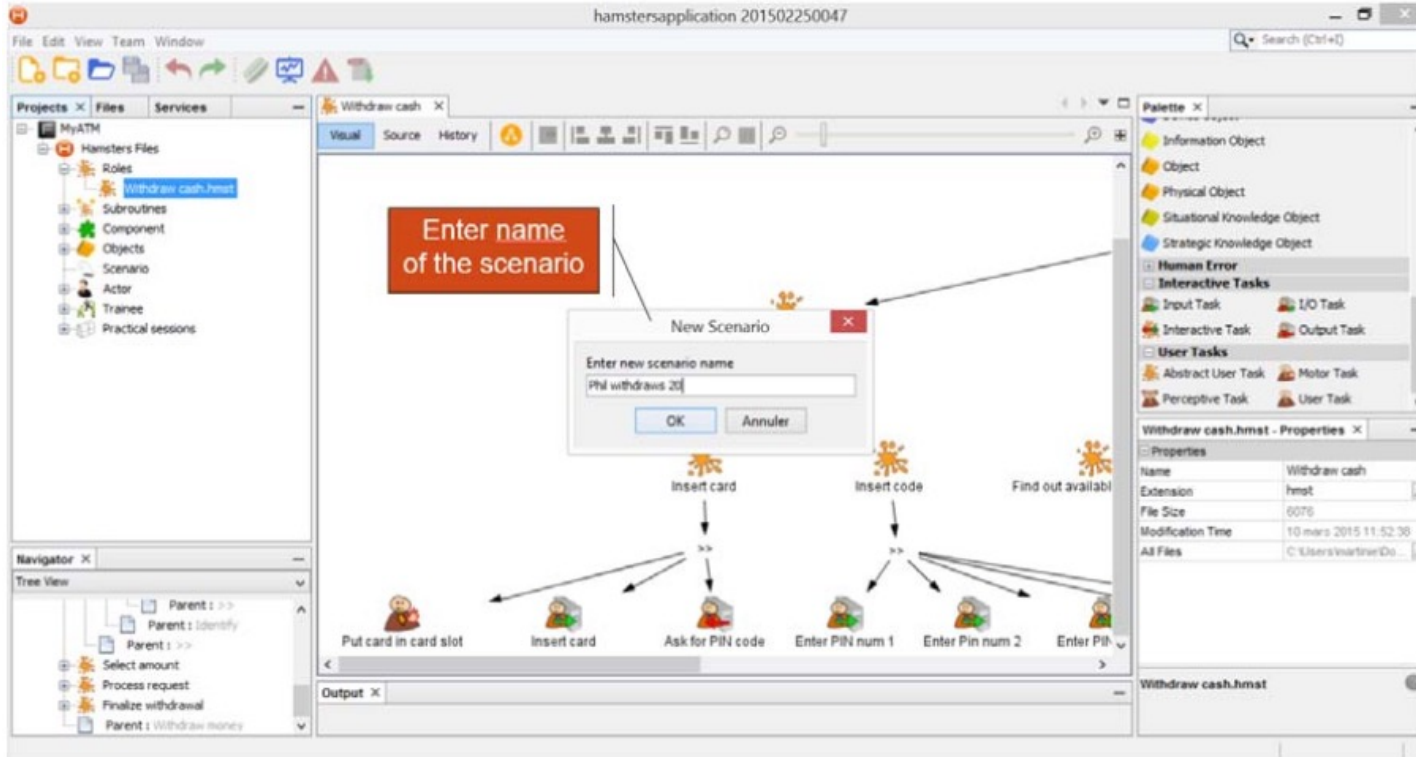 hamstersapplication 201502250047
File Edit View Team Window
Search (Ctrl+I)
Projects Files Services
MyATM
Hamsters Files
Roles
Withdraw cash.hmst
Subroutines
Component
Objects
Scenario
Actor
Trainee
Practical sessions
Navigator
Tree View
Parent : >>
Parent : Identify
Parent : >>
Select amount
Process request
Finalize withdrawal
Parent : Withdraw money
Withdraw cash
Visual Source History
Enter name
of the scenario
New Scenario
Enter new scenario name
Phil withdraws 20
OK Annuler
Insert card Insert code Find out availabl
>> >>
Put card in card slot Insert card Ask for PIN code Enter PIN num 1 Enter Pin num 2 Enter PIN
Output
Palette
Information Object
Object
Physical Object
Situational Knowledge Object
Strategic Knowledge Object
Human Error
Interactive Tasks
Input Task I/O Task
Interactive Task Output Task
User Tasks
Abstract User Task Motor Task
Perceptive Task User Task
Withdraw cash.hmst - Properties
Properties
Name Withdraw cash
Extension hmst
File Size 6076
Modification Time 10 mars 2015 11:52:38
All Files C:\Users\martinie\Do...
Withdraw cash.hmst